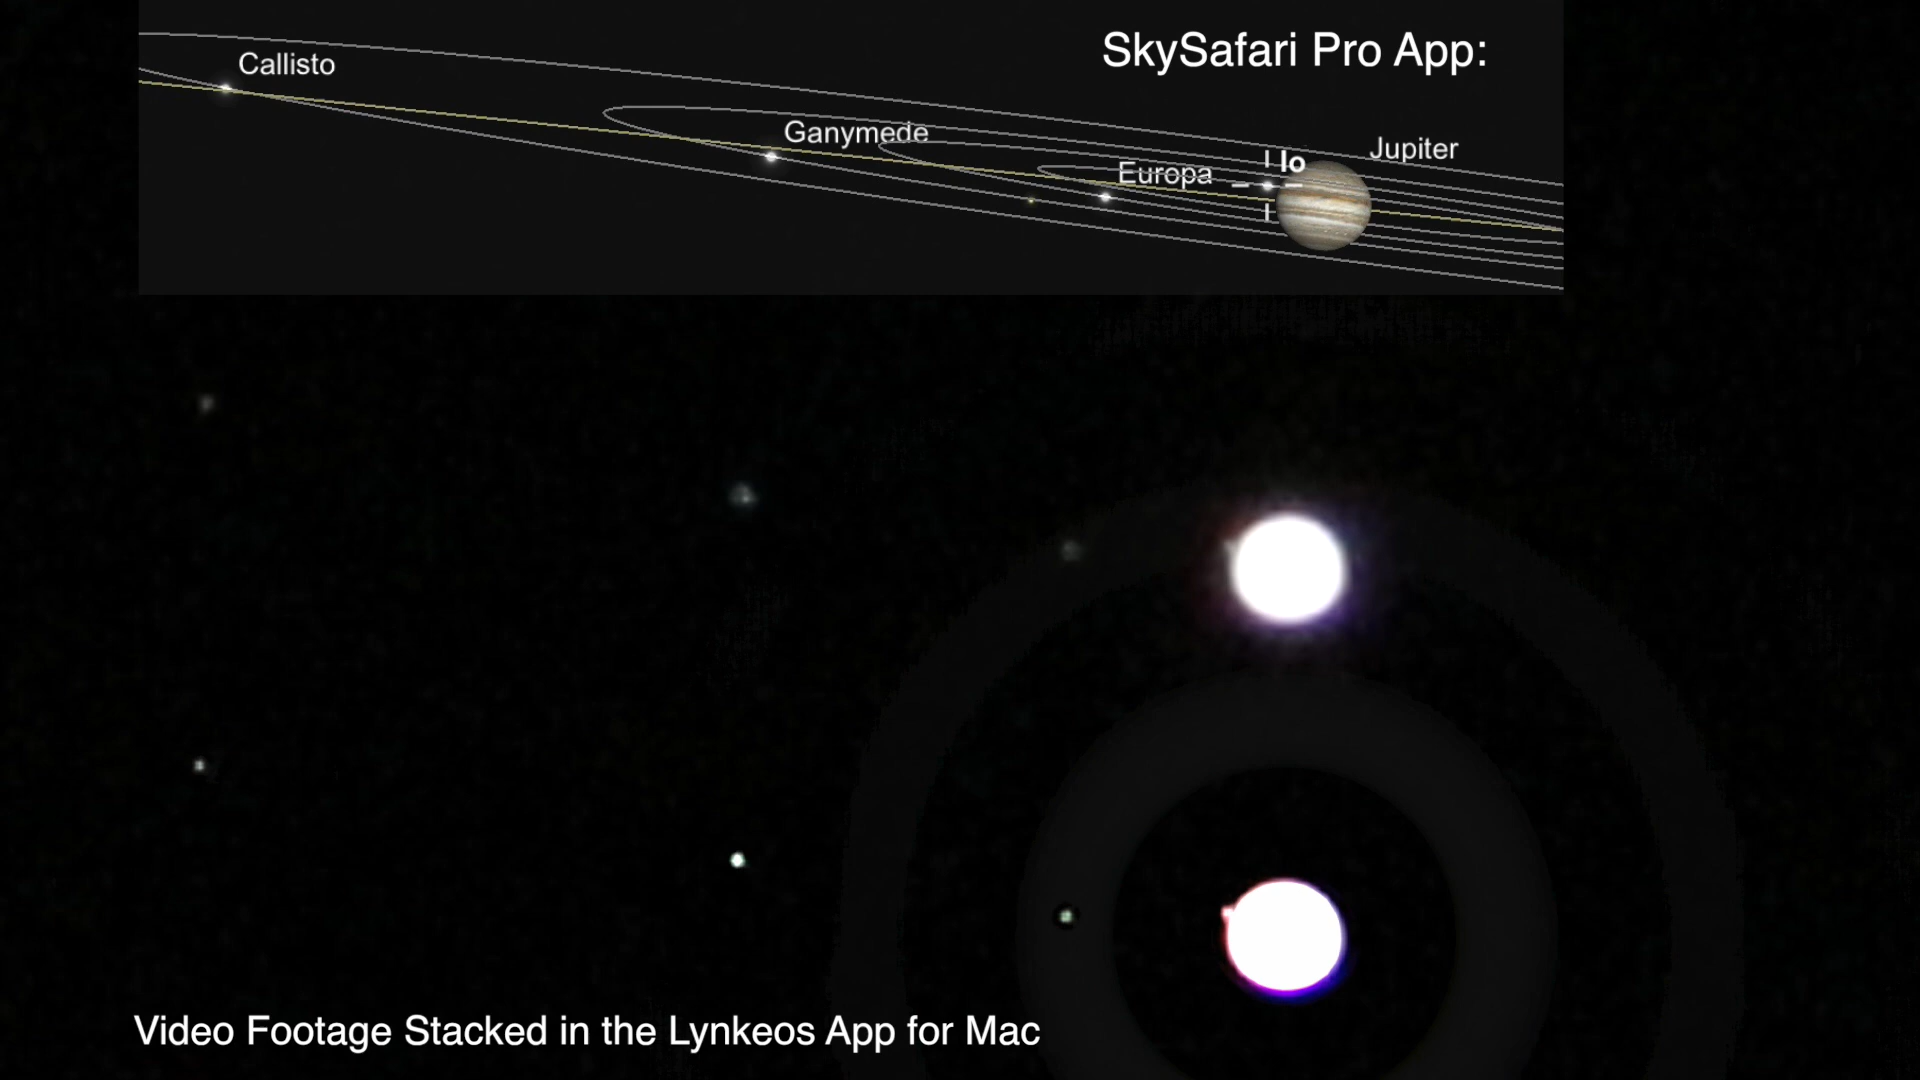 SkySafari Pro App:
Callisto
Ganymede
Europa
Io
Jupiter
Video Footage Stacked in the Lynkeos App for Mac